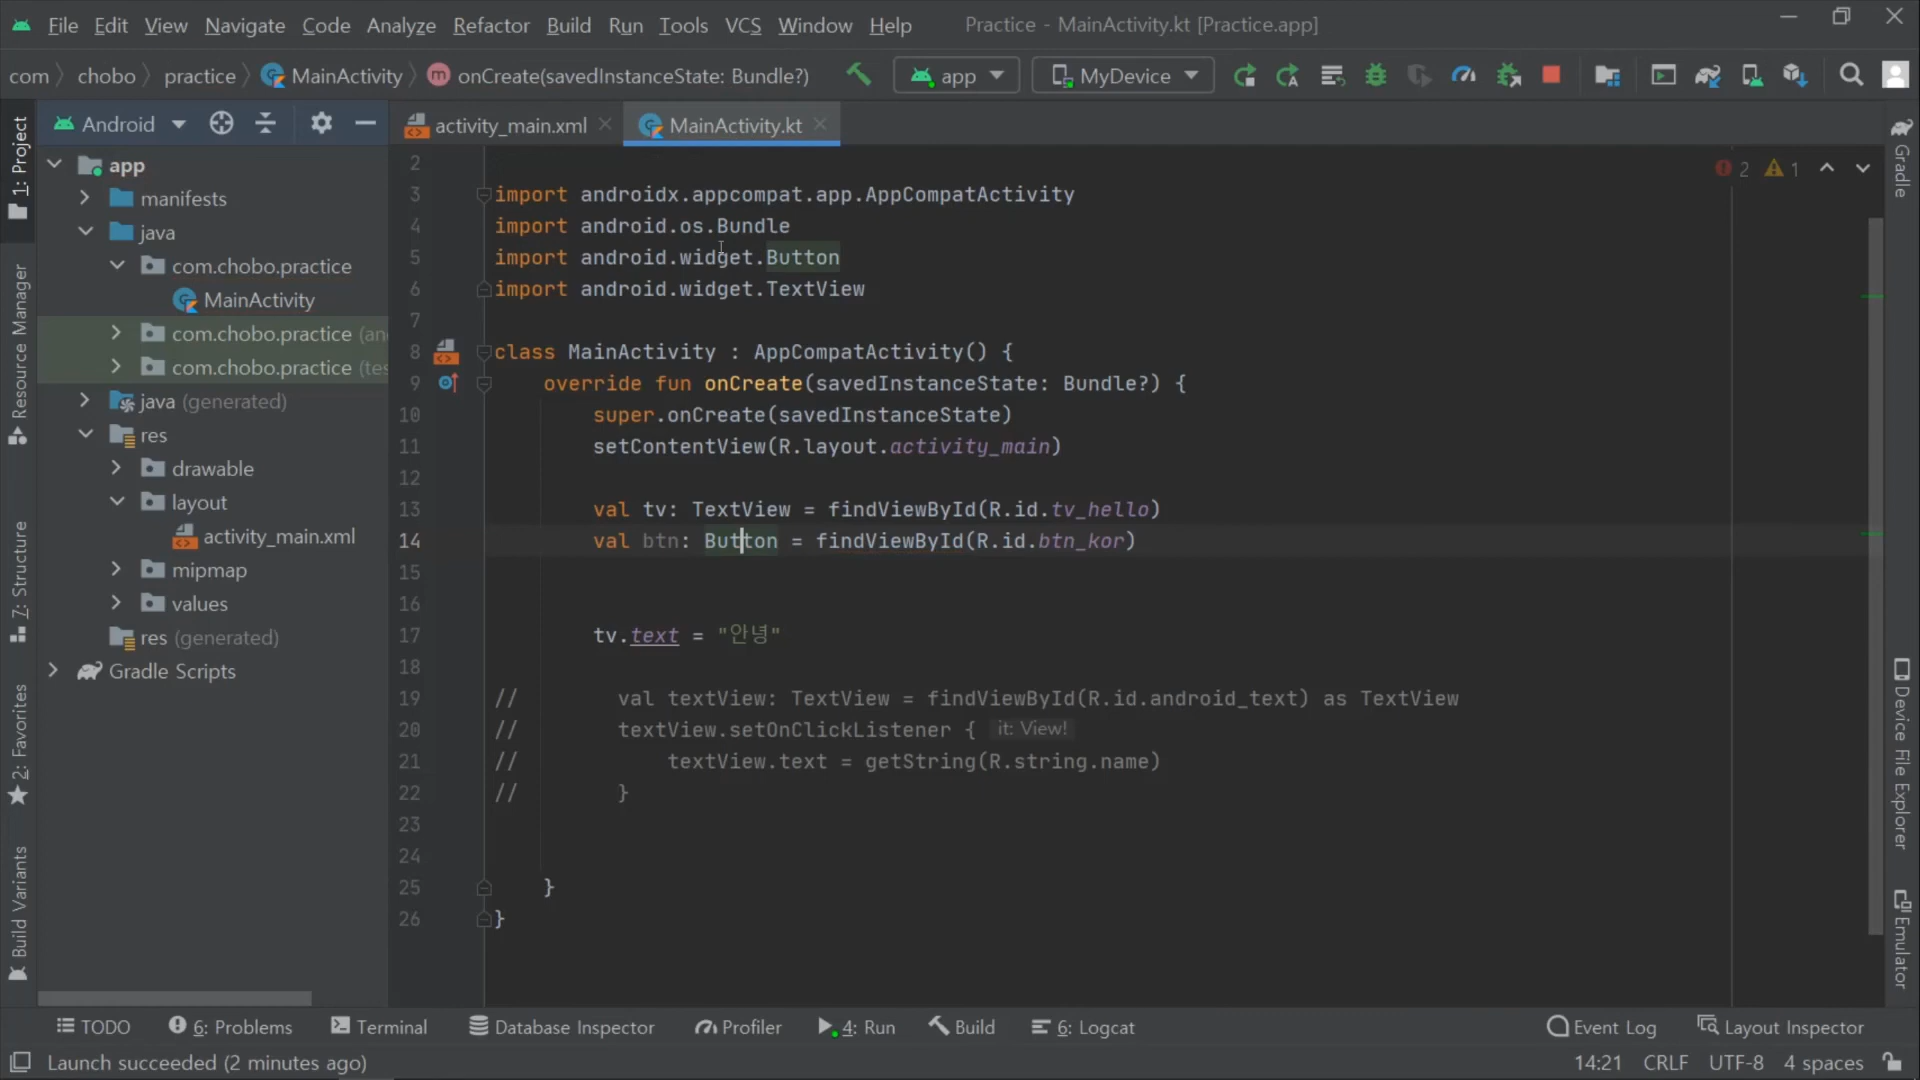 File Edit View Navigate Code Analyze Refactor Build Run Tools VCS Window Help Practice - MainActivity.kt [Practice.app]
com chobo practice MainActivity onCreate(savedInstanceState: Bundle?) app MyDevice
Android activity_main.xml MainActivity.kt
1: Project
Resource Manager
7: Structure
2: Favorites
Build Variants
app
manifests
java
com.chobo.practice
MainActivity
com.chobo.practice (an
com.chobo.practice (tes
java (generated)
res
drawable
layout
activity_main.xml
mipmap
values
res (generated)
Gradle Scripts
2 1
2
3 import androidx.appcompat.app.AppCompatActivity
4 import android.os.Bundle
5 import android.widget.Button
6 import android.widget.TextView
7
8 class MainActivity : AppCompatActivity() {
9 override fun onCreate(savedInstanceState: Bundle?) {
10 super.onCreate(savedInstanceState)
11 setContentView(R.layout.activity_main)
12
13 val tv: TextView = findViewById(R.id.tv_hello)
14 val btn: Button = findViewById(R.id.btn_kor)
15
16
17 tv.text = "안녕"
18
19 // val textView: TextView = findViewById(R.id.android_text) as TextView
20 // textView.setOnClickListener { it: View!
21 // textView.text = getString(R.string.name)
22 // }
23
24
25 }
26 }
Gradle
Device File Explorer
Emulator
TODO 6: Problems Terminal Database Inspector Profiler 4: Run Build 6: Logcat Event Log Layout Inspector
Launch succeeded (2 minutes ago) 14:21 CRLF UTF-8 4 spaces